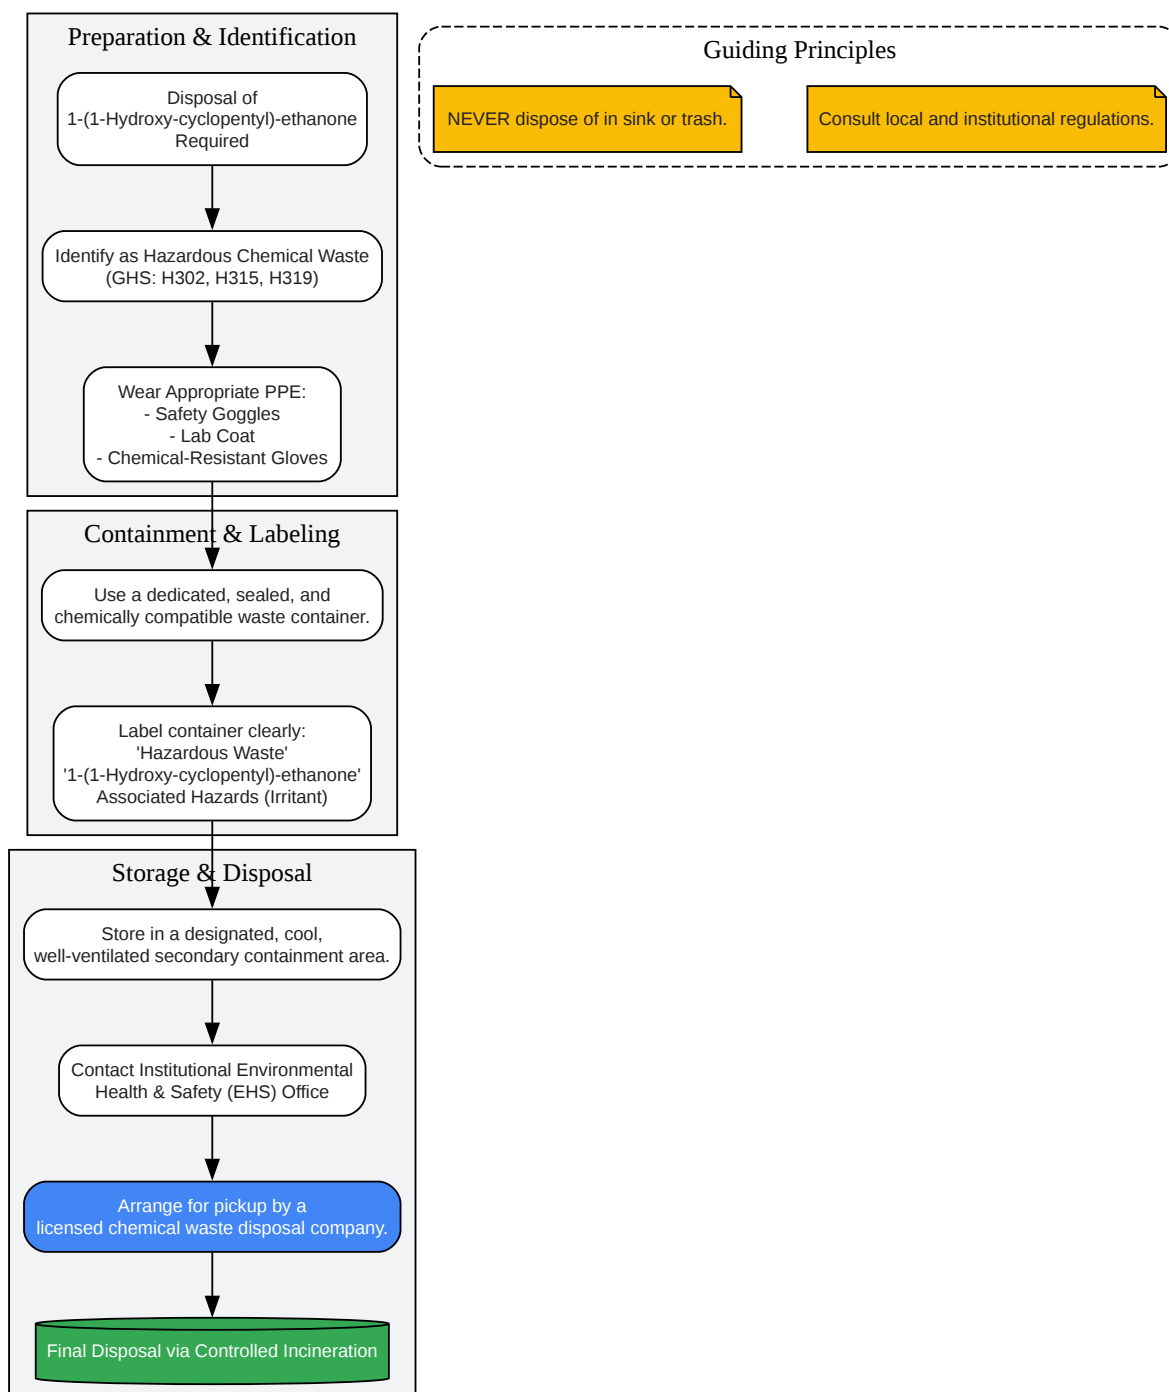 Preparation & Identification
Disposal of
1-(1-Hydroxy-cyclopentyl)-ethanone
Required
Identify as Hazardous Chemical Waste
(GHS: H302, H315, H319)
Wear Appropriate PPE:
- Safety Goggles
- Lab Coat
- Chemical-Resistant Gloves
Containment & Labeling
Use a dedicated, sealed, and
chemically compatible waste container.
Label container clearly:
'Hazardous Waste'
'1-(1-Hydroxy-cyclopentyl)-ethanone'
Associated Hazards (Irritant)
Storage & Disposal
Store in a designated, cool,
well-ventilated secondary containment area.
Contact Institutional Environmental
Health & Safety (EHS) Office
Arrange for pickup by a
licensed chemical waste disposal company.
Final Disposal via Controlled Incineration
Guiding Principles
NEVER dispose of in sink or trash.
Consult local and institutional regulations.